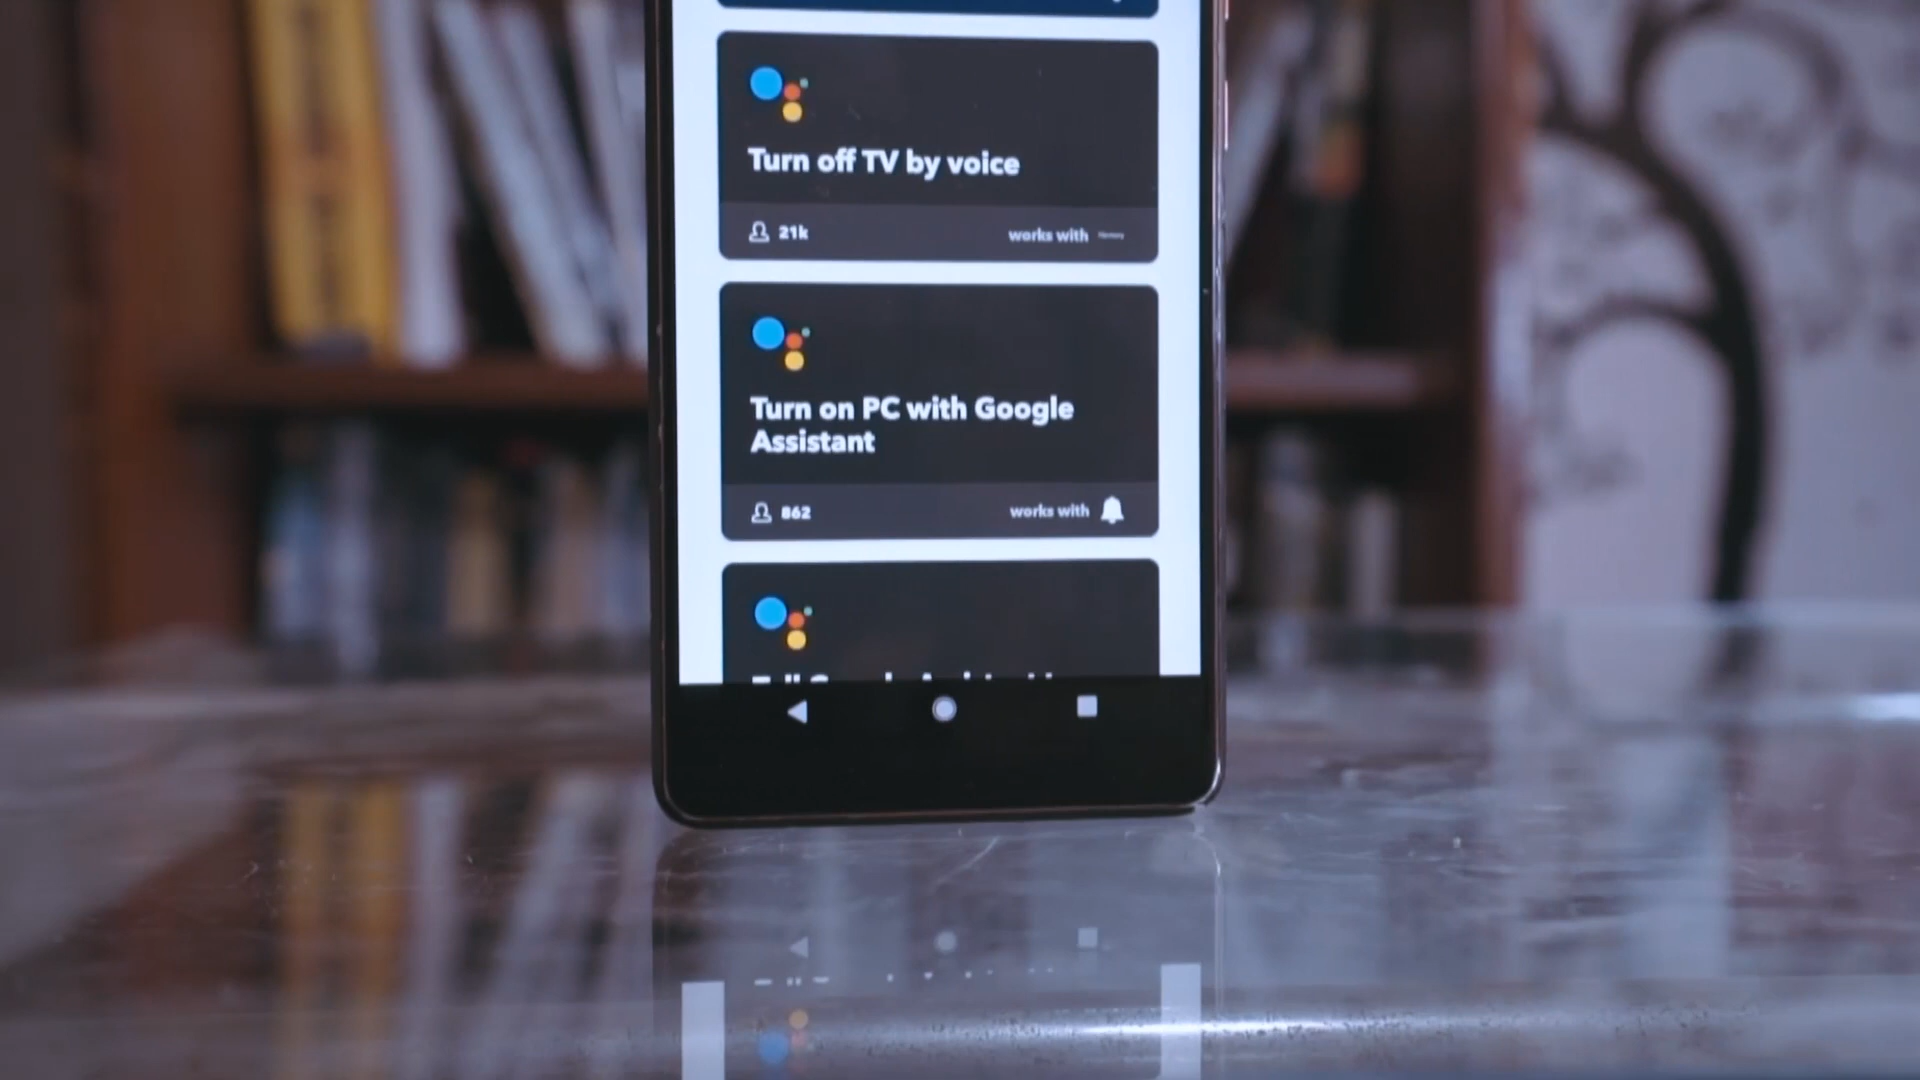 Turn off TV by voice
21k
works with
Turn on PC with Google
Assistant
862
works with